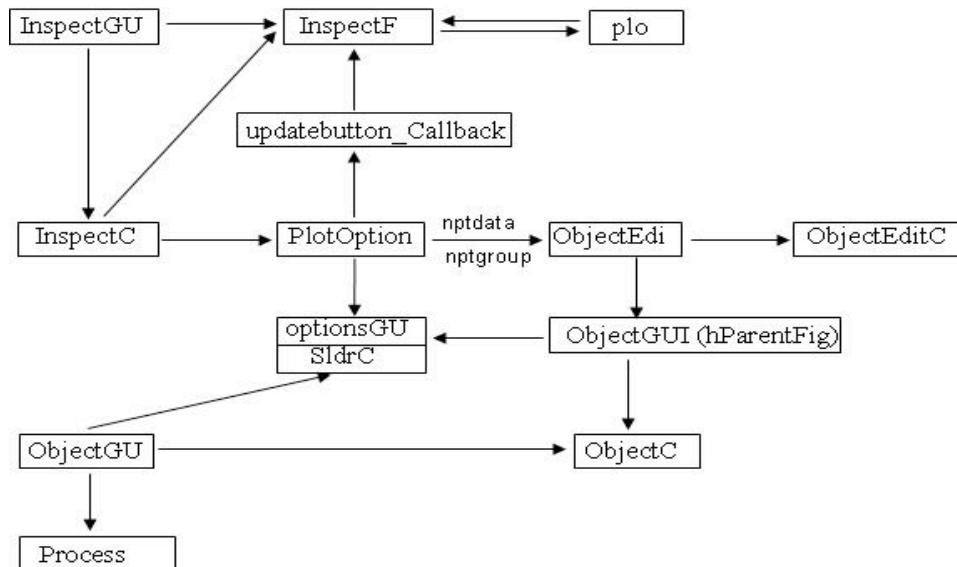 InspectGU
InspectF
plo
updatebutton_Callback
InspectC
PlotOption
nptdata
nptgroup
ObjectEdi
ObjectEditC
optionsGU
SldrC
ObjectGUI (hParentFig)
ObjectGU
ObjectC
Process